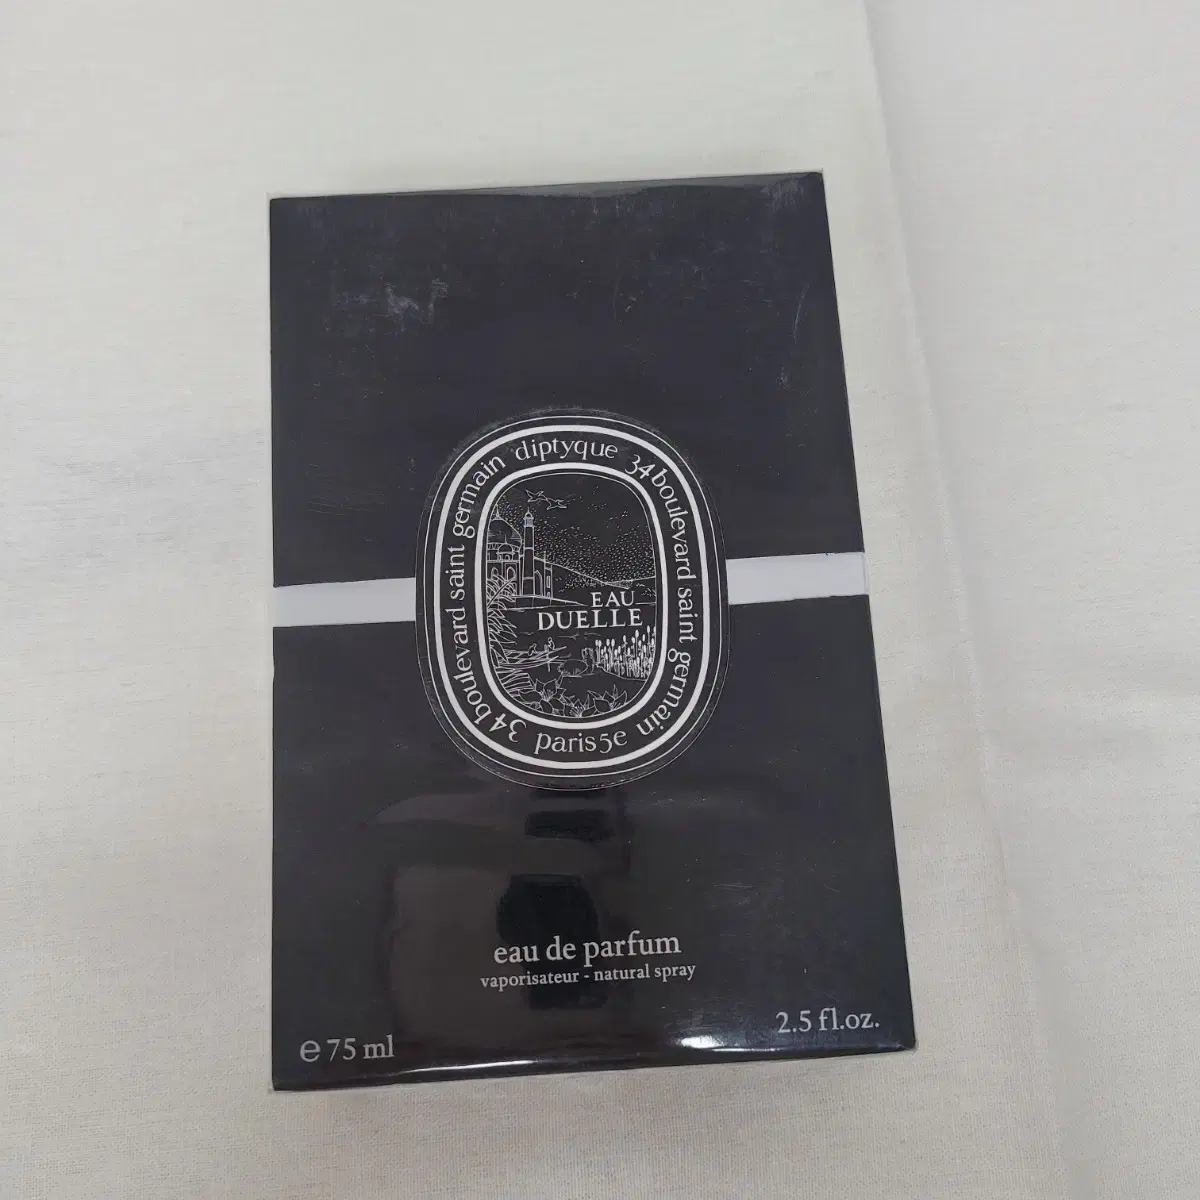 diptyque 34 boulevard saint germain paris 5e 34 boulevard saint germain
EAU
DUELLE
eau de parfum
vaporisateur - natural spray
2.5 fl.oz.
e 75 ml